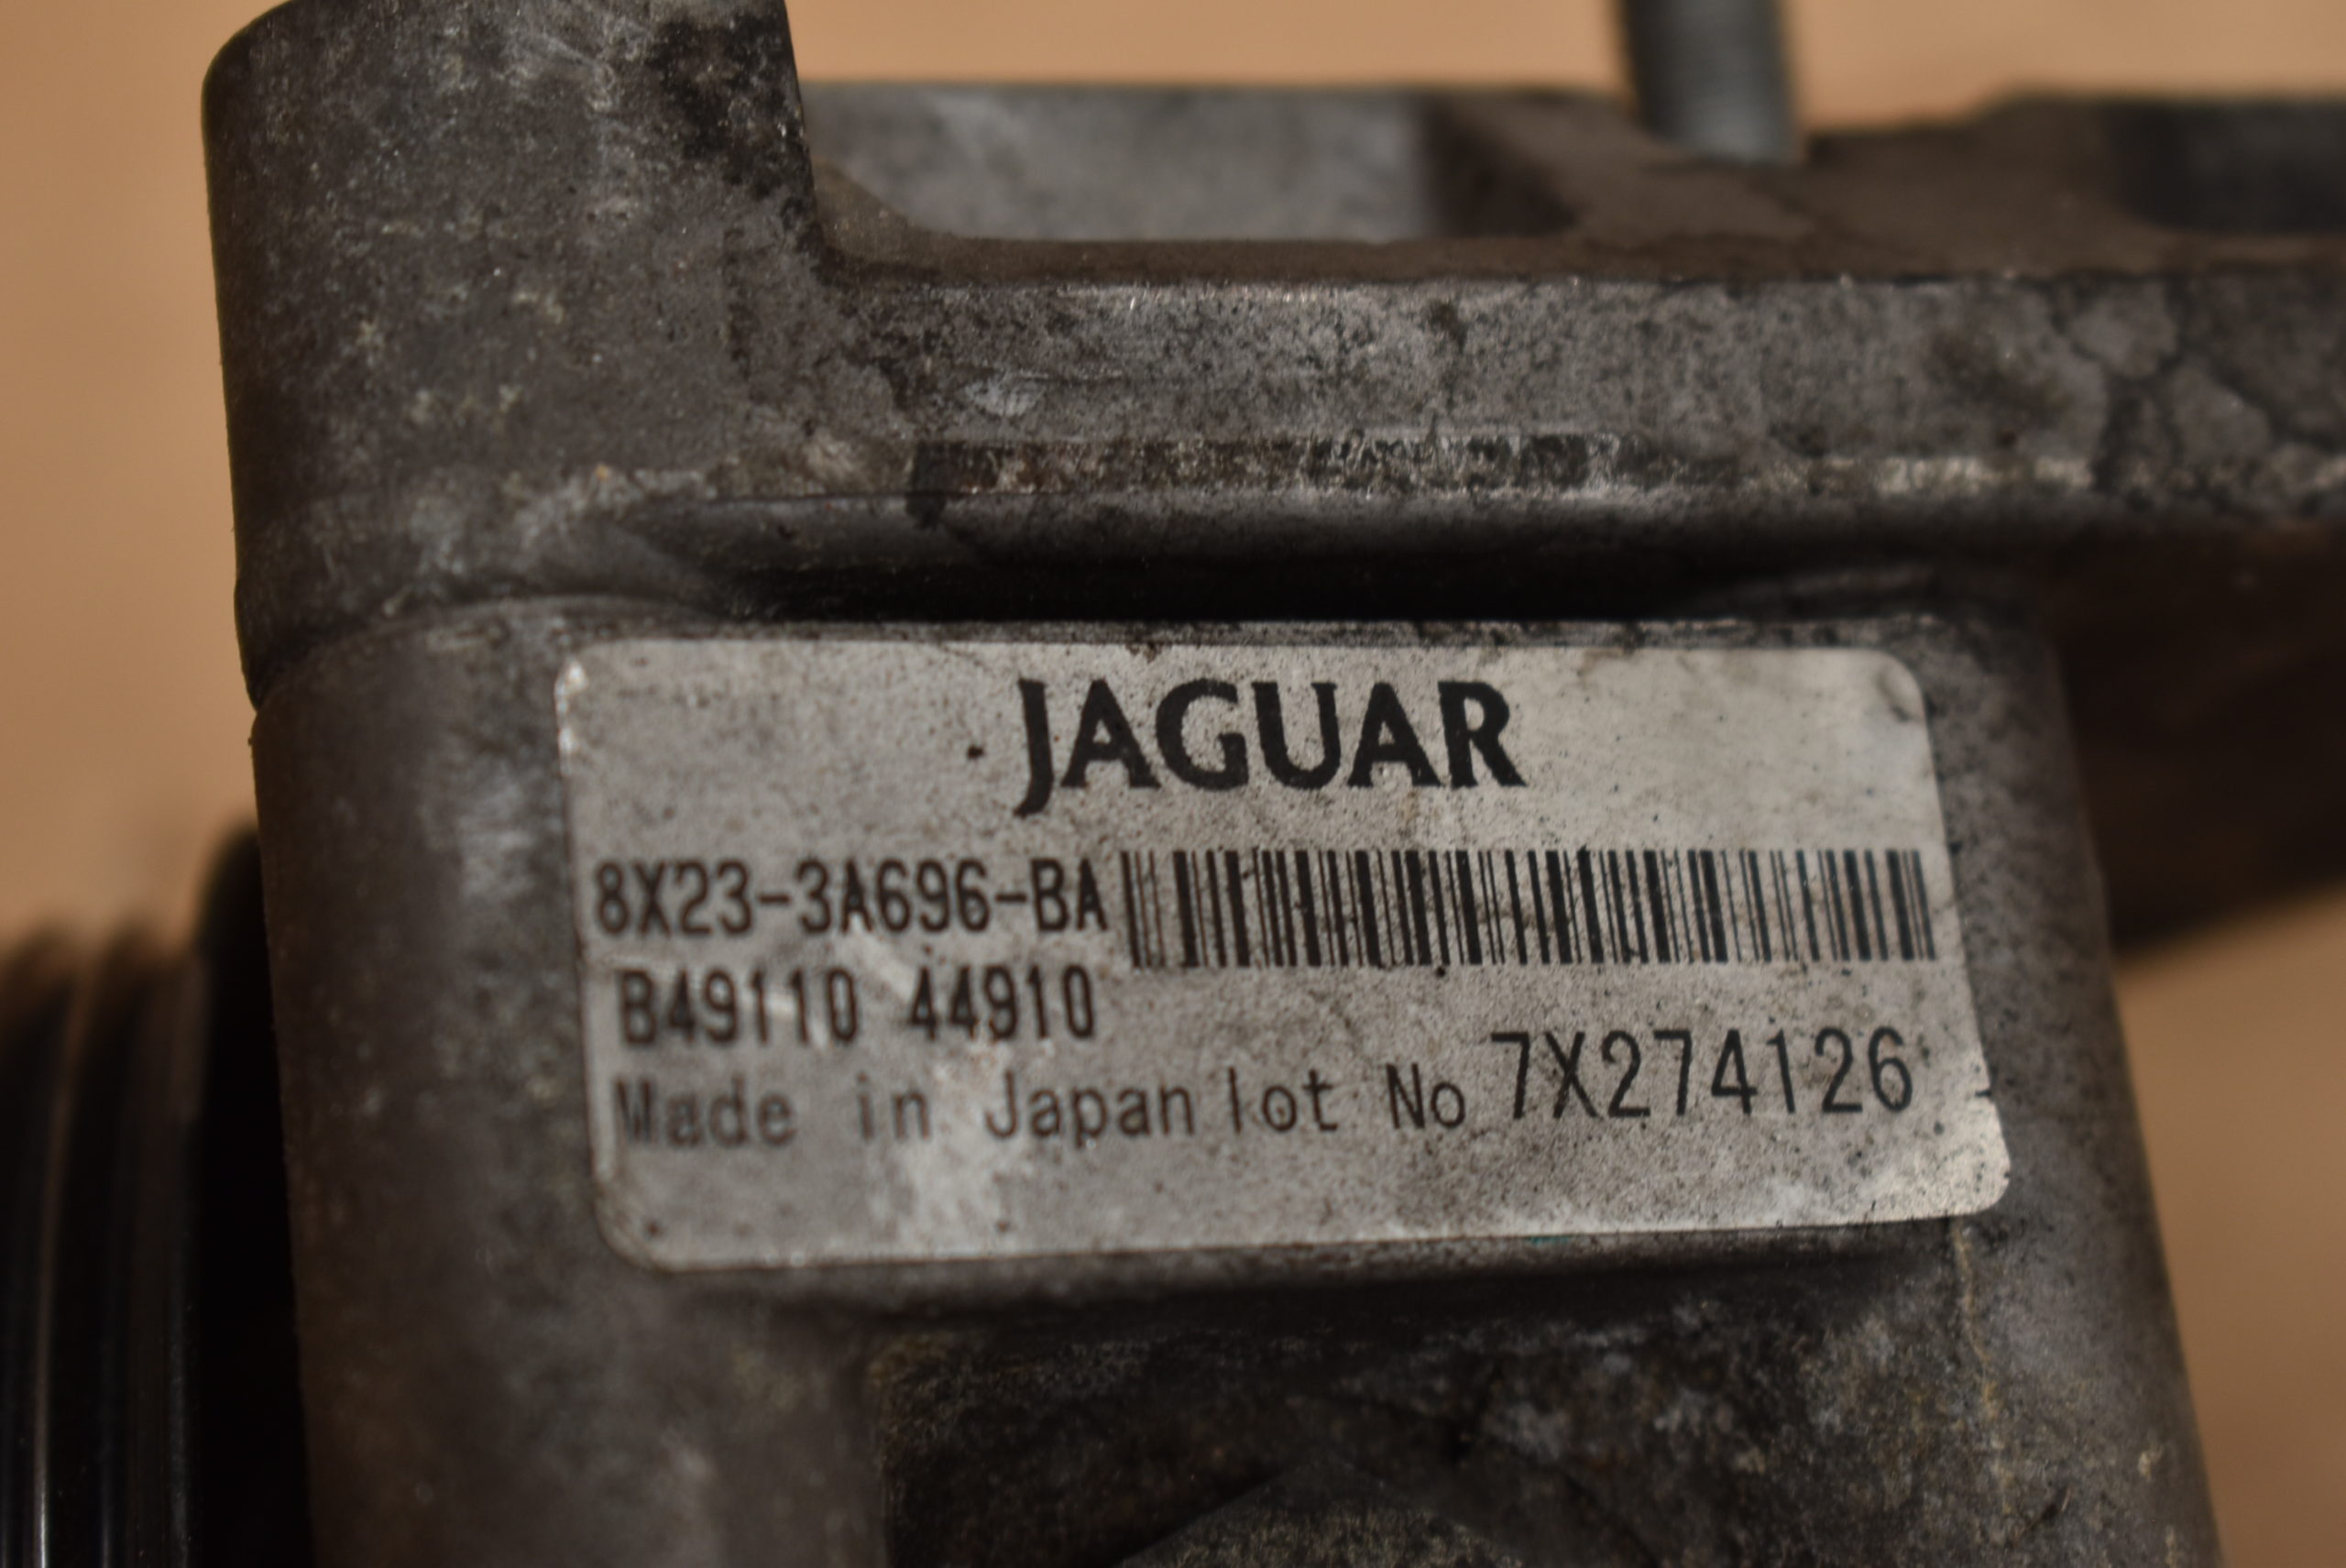 JAGUAR
8X23-3A696-BA
B49110 44910
Made in Japan lot No 7X274126